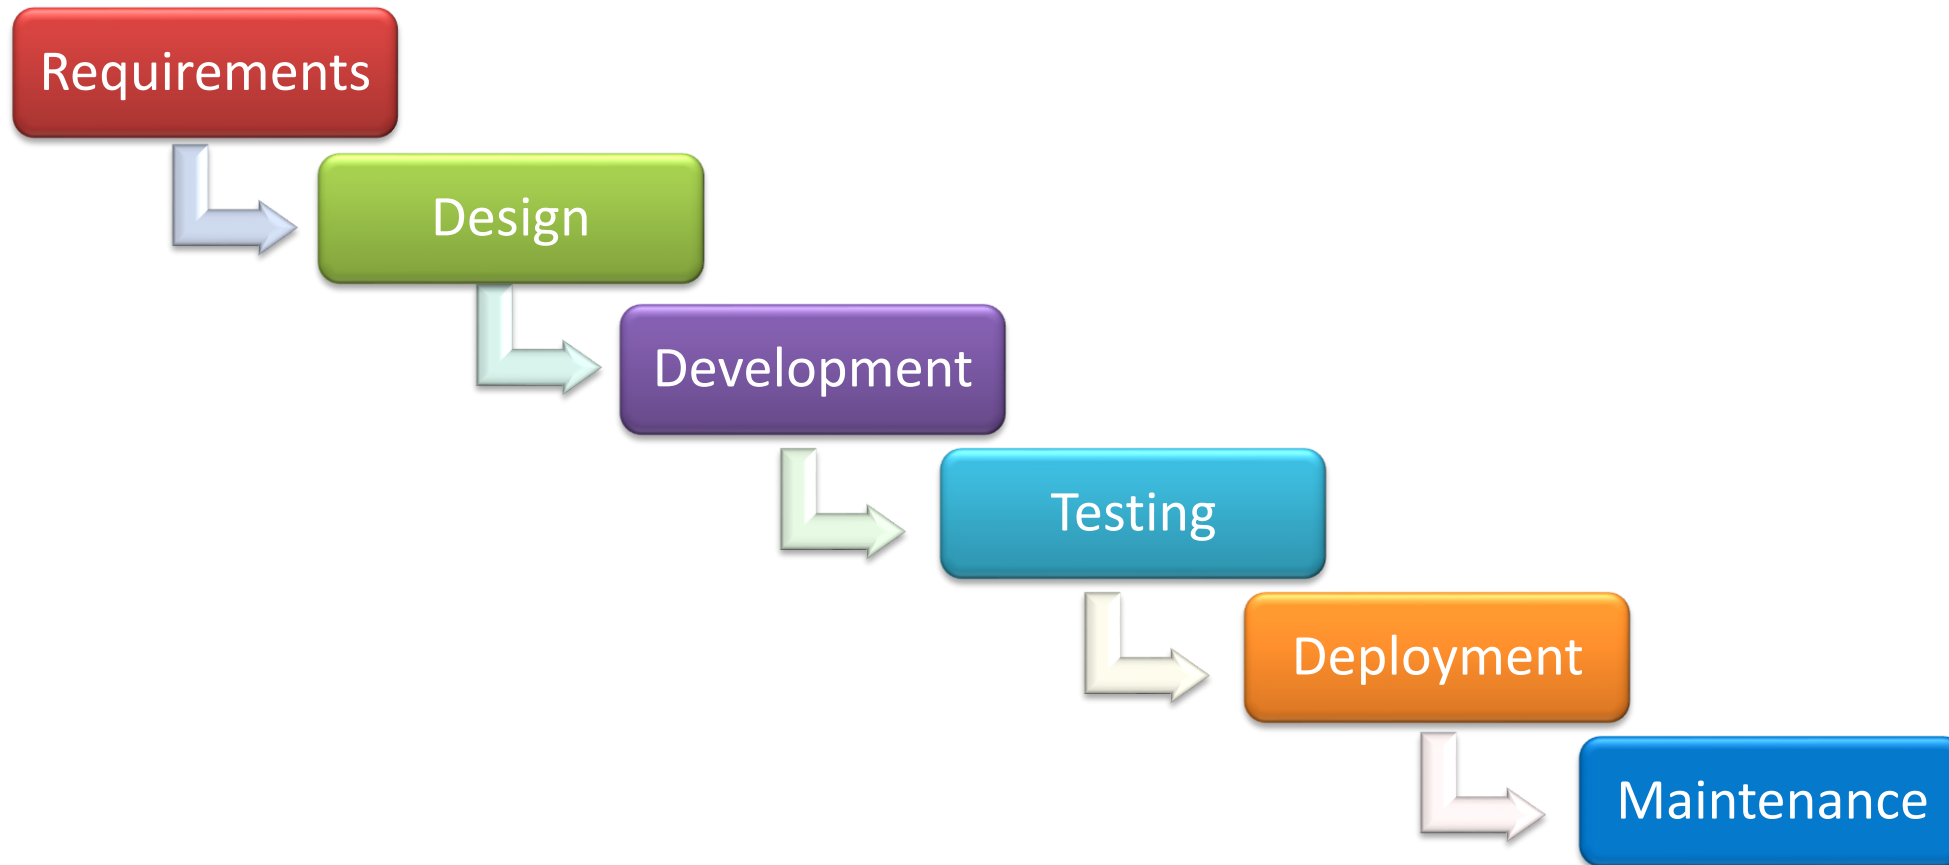 Requirements
Design
Development
Testing
Deployment
Maintenance